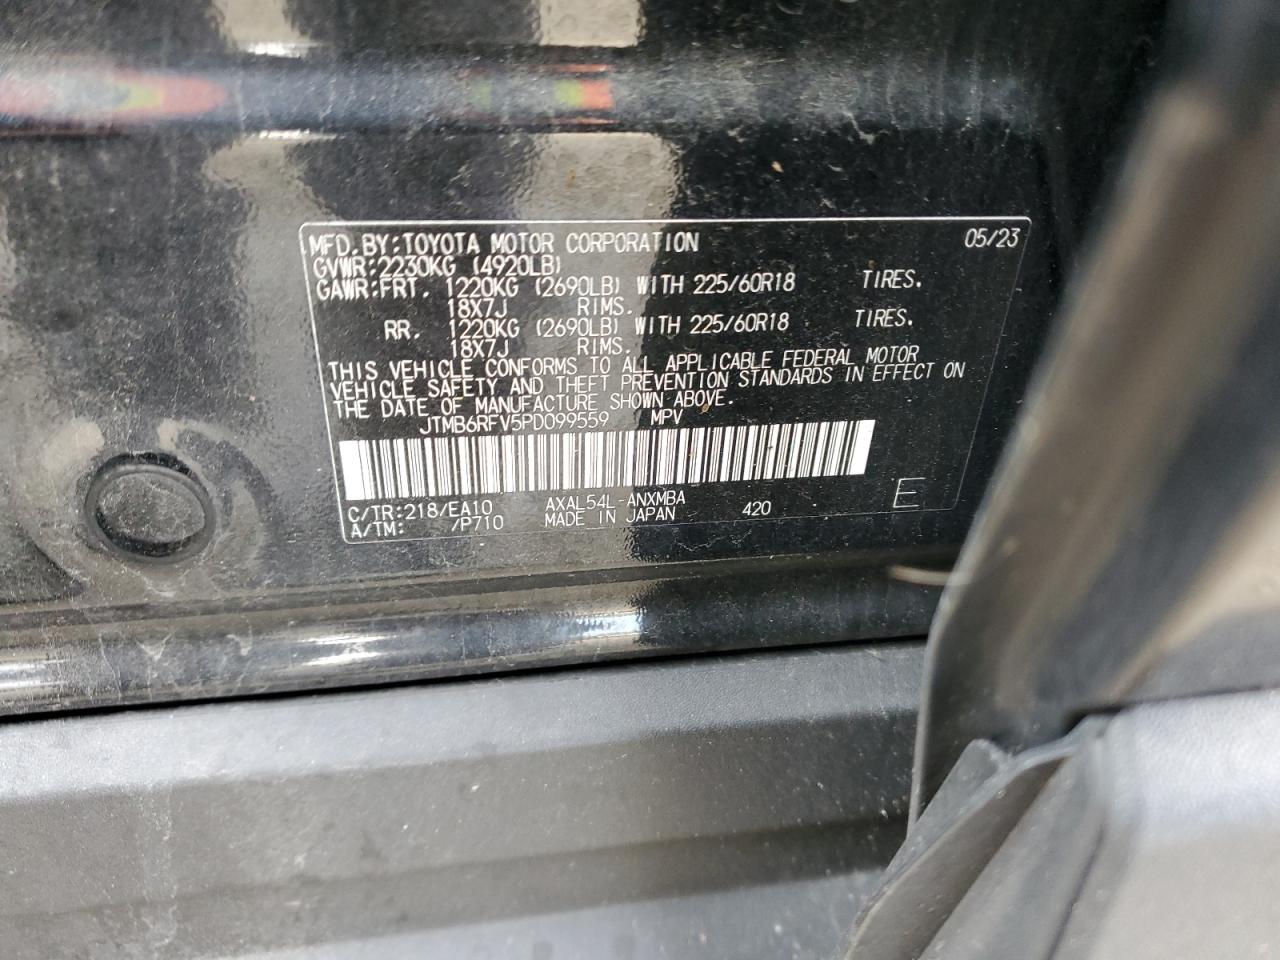 MFD.BY:TOYOTA MOTOR CORPORATION 05/23
GVWR:2230KG (4920LB)
GAWR:FRT. 1220KG (2690LB) WITH 225/60R18 TIRES.
18X7J RIMS.
RR. 1220KG (2690LB) WITH 225/60R18 TIRES.
18X7J RIMS.
THIS VEHICLE CONFORMS TO ALL APPLICABLE FEDERAL MOTOR
VEHICLE SAFETY AND THEFT PREVENTION STANDARDS IN EFFECT ON
THE DATE OF MANUFACTURE SHOWN ABOVE.
JTMB6RFV5PD099559 MPV
C/TR:218/EA10 AXAL54L-ANXMBA 420 E
A/TM: /P710 MADE IN JAPAN